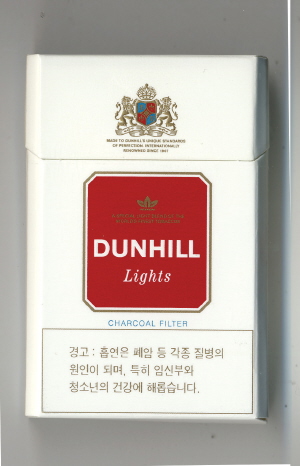 MADE TO DUNHILL'S UNIQUE STANDARDS
OF PERFECTION INTERNATIONALLY
RENOWNED SINCE 1907
DUNHILL
Lights
CHARCOAL FILTER
경고 : 흡연은 폐암 등 각종 질병의
원인이 되며, 특히 임신부와
청소년의 건강에 해롭습니다.